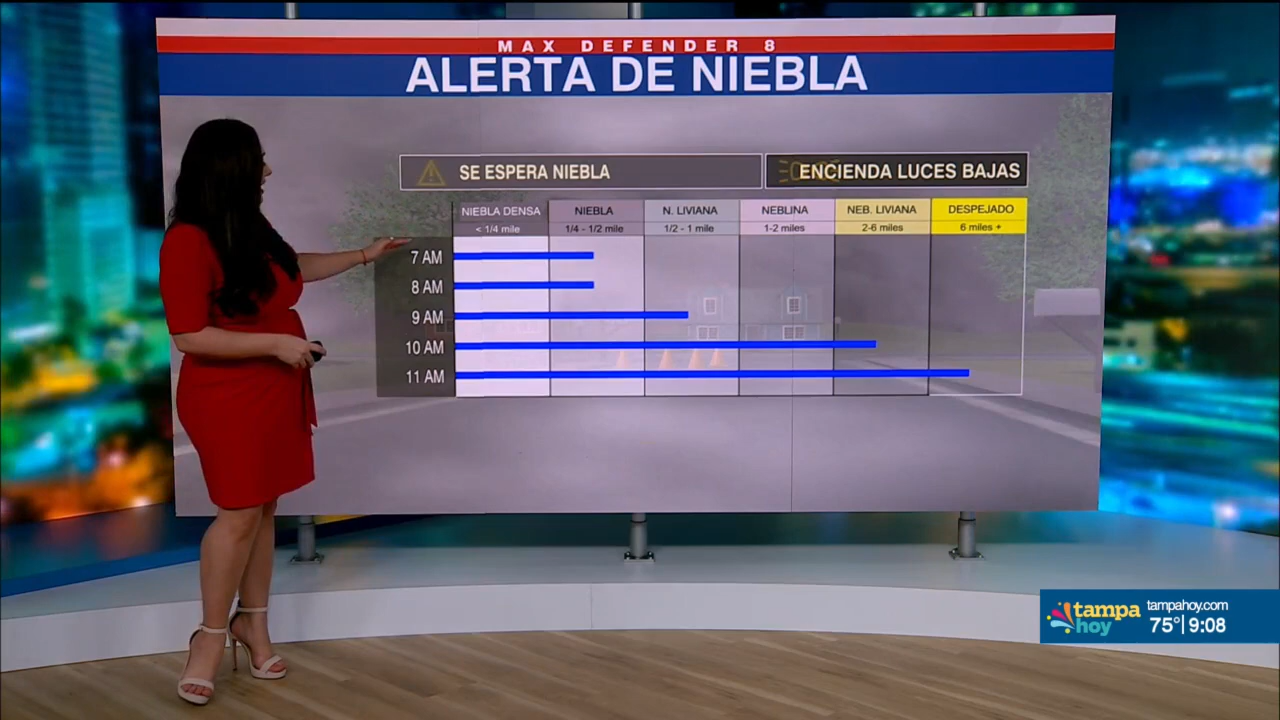 MAX DEFENDER 8
ALERTA DE NIEBLA
SE ESPERA NIEBLA
ENCIENDA LUCES BAJAS
NIEBLA DENSA NIEBLA N. LIVIANA NEBLINA NEB. LIVIANA DESPEJADO
< 1/4 mile 1/4 - 1/2 mile 1/2 - 1 mile 1-2 miles 2-6 miles 6 miles +
7 AM
8 AM
9 AM
10 AM
11 AM
tampa hoy
tampahoy.com
75° 9:08